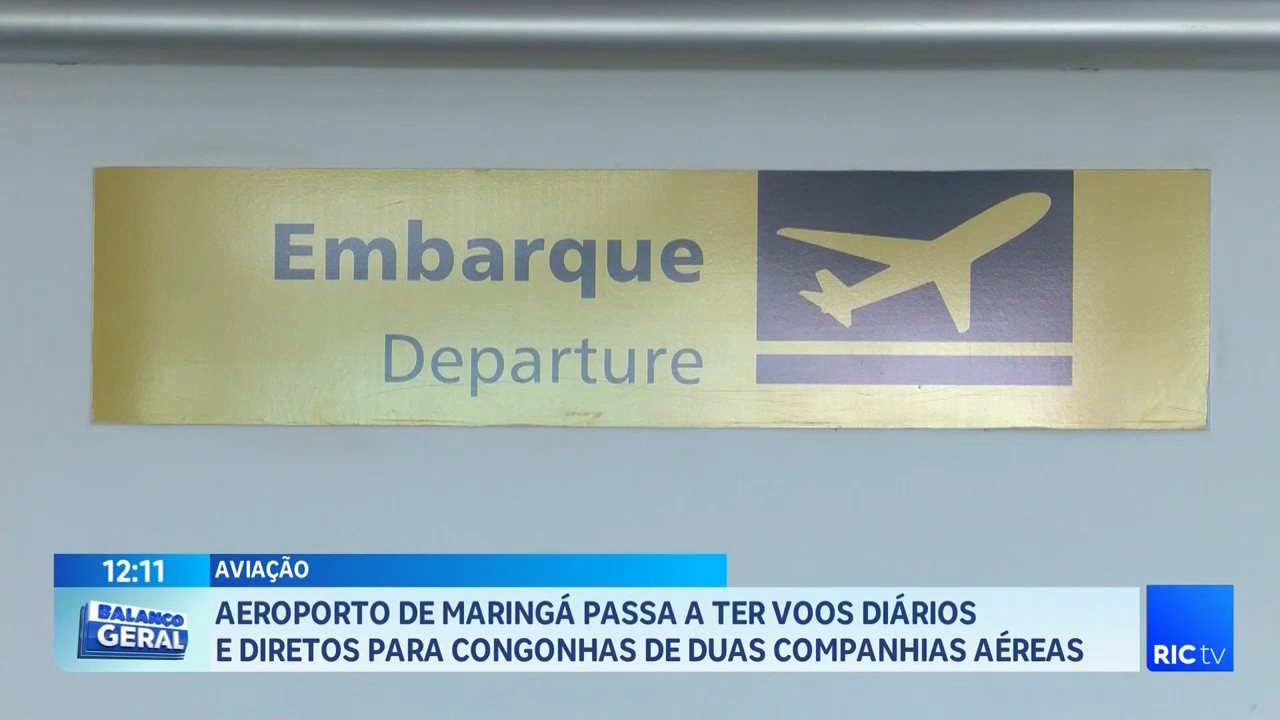 Embarque
Departure
12:11
AVIAÇÃO
BALANÇO
GERAL
AEROPORTO DE MARINGÁ PASSA A TER VOOS DIÁRIOS
E DIRETOS PARA CONGONHAS DE DUAS COMPANHIAS AÉREAS
RIC tv